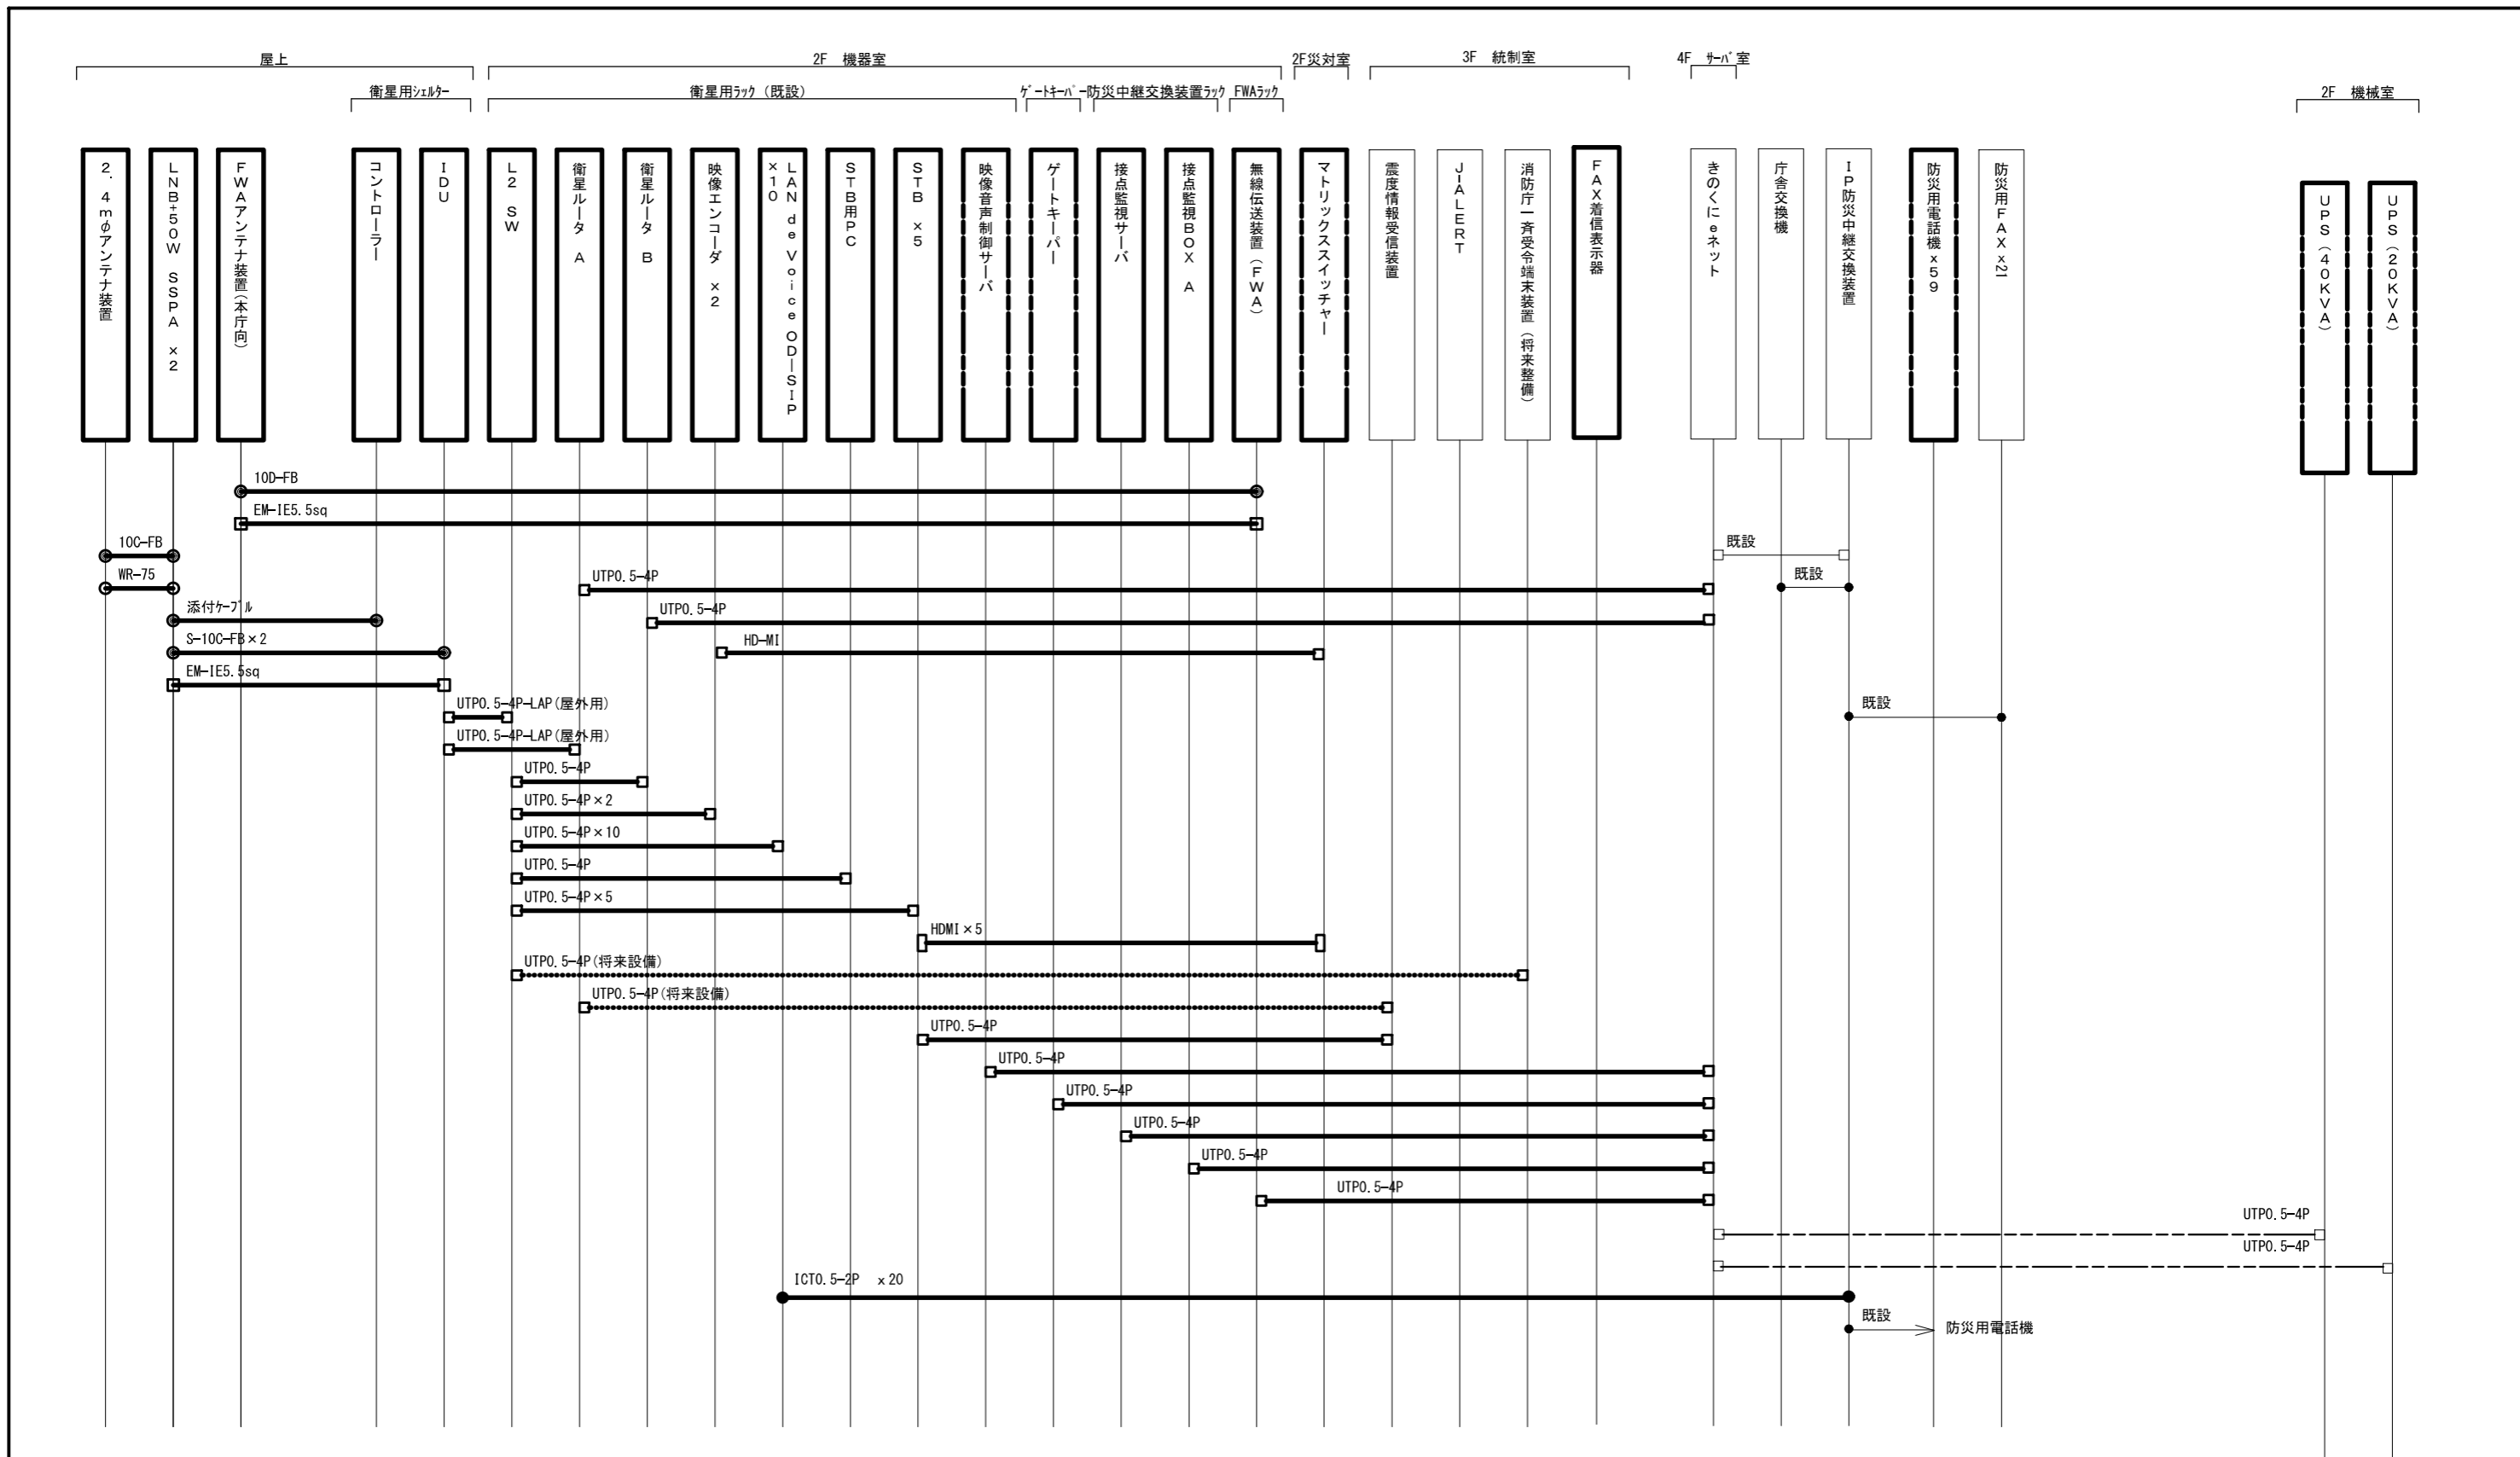 屋上
2F 機器室
2F災対室
3F 統制室
4F ｻｰﾊﾞ室
衛星用ｼｪﾙﾀｰ
衛星用ﾗｯｸ（既設）
ｹﾞｰﾄｷｰﾊﾟｰ
防災中継交換装置ﾗｯｸ
FWAﾗｯｸ
2F 機械室
２．４ｍφアンテナ装置
ＬＮＢ+５０Ｗ ＳＳＰＡ ×２
ＦＷＡアンテナ装置（本庁向）
コントローラー
ＩＤＵ
Ｌ２ ＳＷ
衛星ルータ Ａ
衛星ルータ Ｂ
映像エンコーダ ×２
ＬＡＮ ｄｅ Ｖｏｉｃｅ ＯＤ－ＳＩＰ
×１０
ＳＴＢ用ＰＣ
ＳＴＢ ×５
映像音声制御サーバ
ゲートキーパー
接点監視サーバ
接点監視ＢＯＸ Ａ
無線伝送装置（ＦＷＡ）
マトリックススイッチャー
震度情報受信装置
Ｊ-ＡＬＥＲＴ
消防庁一斉受令端末装置（将来整備）
ＦＡＸ着信表示器
きのくにｅネット
庁舎交換機
ＩＰ防災中継交換装置
防災用電話機ｘ５９
防災用ＦＡＸｘ21
ＵＰＳ（４０ＫＶＡ）
ＵＰＳ（２０ＫＶＡ）
10D-FB
EM-IE5.5sq
10C-FB
既設
WR-75
UTP0.5-4P
既設
添付ｹｰﾌﾞﾙ
UTP0.5-4P
S-10C-FB×2
HD-MI
EM-IE5.5sq
UTP0.5-4P-LAP(屋外用)
既設
UTP0.5-4P-LAP(屋外用)
UTP0.5-4P
UTP0.5-4P×2
UTP0.5-4P×10
UTP0.5-4P
UTP0.5-4P×5
HDMI×5
UTP0.5-4P(将来設備)
UTP0.5-4P(将来設備)
UTP0.5-4P
UTP0.5-4P
UTP0.5-4P
UTP0.5-4P
UTP0.5-4P
UTP0.5-4P
UTP0.5-4P
UTP0.5-4P
ICT0.5-2P x20
既設
防災用電話機